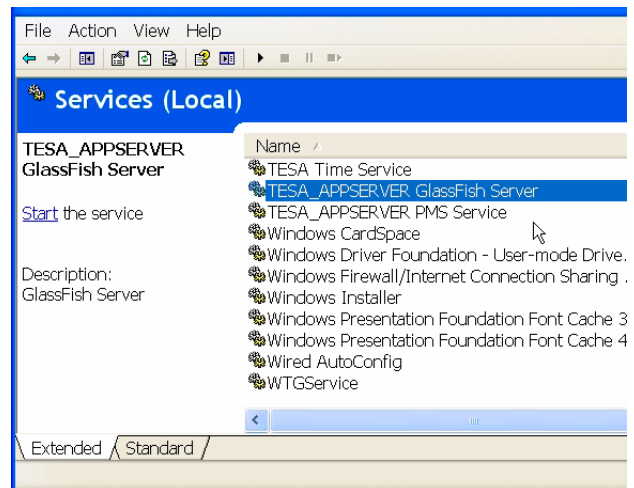 File Action View Help
Services (Local)
TESA_APPSERVER
GlassFish Server
Start the service
Description:
GlassFish Server
Name
TESA Time Service
TESA_APPSERVER GlassFish Server
TESA_APPSERVER PMS Service
Windows CardSpace
Windows Driver Foundation - User-mode Drive.
Windows Firewall/Internet Connection Sharing .
Windows Installer
Windows Presentation Foundation Font Cache 3
Windows Presentation Foundation Font Cache 4
Wired AutoConfig
WTGService
Extended Standard